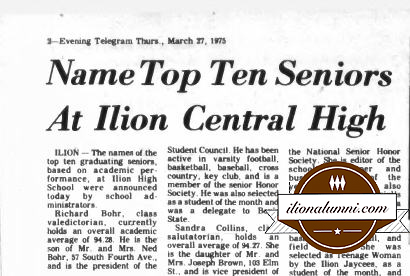 2—Evening Telegram Thurs., March 27, 1975
Name Top Ten Seniors
At Ilion Central High
ILION — The names of the
top ten graduating seniors,
based on academic per-
formance, at Ilion High
School were announced
today by school ad-
ministrators.
Richard Bohr, class
valedictorian, currently
holds an overall academic
average of 94.28. He is the
son of Mr. and Mrs. Ned
Bohr, 57 South Fourth Ave.,
and is the president of the
Student Council. He has been
active in varsity football,
basketball, baseball, cross
country, key club, and is a
member of the senior Honor
Society. He was also selected
as a student of the month and
was a delegate to
State.
Sandra Collins,
salutatorian, holds an
overall average of 94.27. She
is the daughter of Mr. and
Mrs. Joseph Brown, 103 Elm
St., and is vice president of
the National Senior Honor
Society. She is editor of the
and
the
also
and
was
selected as Teenage Woman
by the Ilion Jaycees, as a
student of the month, and
ilionalumni.com